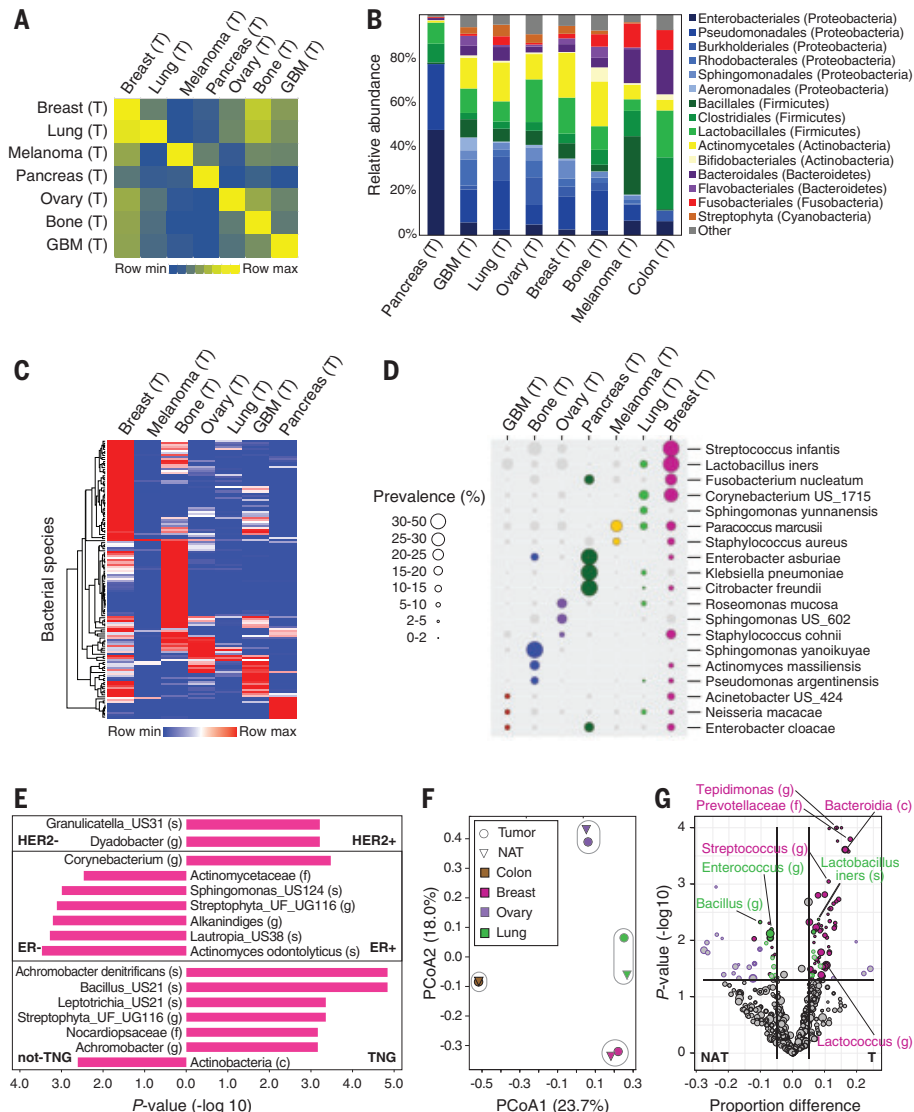 A
Breast (T)
Lung (T)
Melanoma (T)
Pancreas (T)
Ovary (T)
Bone (T)
GBM (T)
Breast (T)
Lung (T)
Melanoma (T)
Pancreas (T)
Ovary (T)
Bone (T)
GBM (T)
Row min
Row max
B
Relative abundance
80%
60%
40%
20%
0%
Pancreas (T)
GBM (T)
Lung (T)
Ovary (T)
Breast (T)
Bone (T)
Melanoma (T)
Colon (T)
Enterobacteriales (Proteobacteria)
Pseudomonadales (Proteobacteria)
Burkholderiales (Proteobacteria)
Rhodobacterales (Proteobacteria)
Sphingomonadales (Proteobacteria)
Aeromonadales (Proteobacteria)
Bacillales (Firmicutes)
Clostridiales (Firmicutes)
Lactobacillales (Firmicutes)
Actinomycetales (Actinobacteria)
Bifidobacteriales (Actinobacteria)
Bacteroidales (Bacteroidetes)
Flavobacteriales (Bacteroidetes)
Fusobacteriales (Fusobacteria)
Streptophyta (Cyanobacteria)
Other
C
Breast (T)
Melanoma (T)
Bone (T)
Ovary (T)
Lung (T)
GBM (T)
Pancreas (T)
Bacterial species
Row min
Row max
D
GBM (T)
Bone (T)
Ovary (T)
Pancreas (T)
Melanoma (T)
Lung (T)
Breast (T)
Prevalence (%)
30-50
25-30
20-25
15-20
10-15
5-10
2-5
0-2
Streptococcus infantis
Lactobacillus iners
Fusobacterium nucleatum
Corynebacterium US_1715
Sphingomonas yunnanensis
Paracoccus marcusii
Staphylococcus aureus
Enterobacter asburiae
Klebsiella pneumoniae
Citrobacter freundii
Roseomonas mucosa
Sphingomonas US_602
Staphylococcus cohnii
Sphingomonas yanoikuyae
Actinomyces massiliensis
Pseudomonas argentinensis
Acinetobacter US_424
Neisseria macacae
Enterobacter cloacae
E
Granulicatella_US31 (s)
HER2-
Dyadobacter (g)
HER2+
Corynebacterium (g)
Actinomycetaceae (f)
Sphingomonas_US124 (s)
Streptophyta_UF_UG116 (g)
Alkanindiges (g)
Lautropia_US38 (s)
ER-
Actinomyces odontolyticus (s)
ER+
Achromobacter denitrificans (s)
Bacillus_US21 (s)
Leptotrichia_US21 (s)
Streptophyta_UF_UG116 (g)
Nocardiopsaceae (f)
Achromobacter (g)
not-TNG
Actinobacteria (c)
TNG
4.0 3.0 2.0 1.0 0 1.0 2.0 3.0 4.0 5.0
P-value (-log 10)
F
PCoA2 (18.0%)
0.4
0.3
0.2
0.0
-0.1
-0.3
Tumor
NAT
Colon
Breast
Ovary
Lung
-0.5 -0.3 -0.1 0.1 0.3
PCoA1 (23.7%)
G
Tepidimonas (g)
Prevotellaceae (f)
Bacteroidia (c)
Streptococcus (g)
Enterococcus (g)
Lactobacillus
iners (s)
Bacillus (g)
Lactococcus (g)
P-value (-log10)
4
3
2
1
0
NAT
T
-0.3 0.0 0.1 0.2
Proportion difference